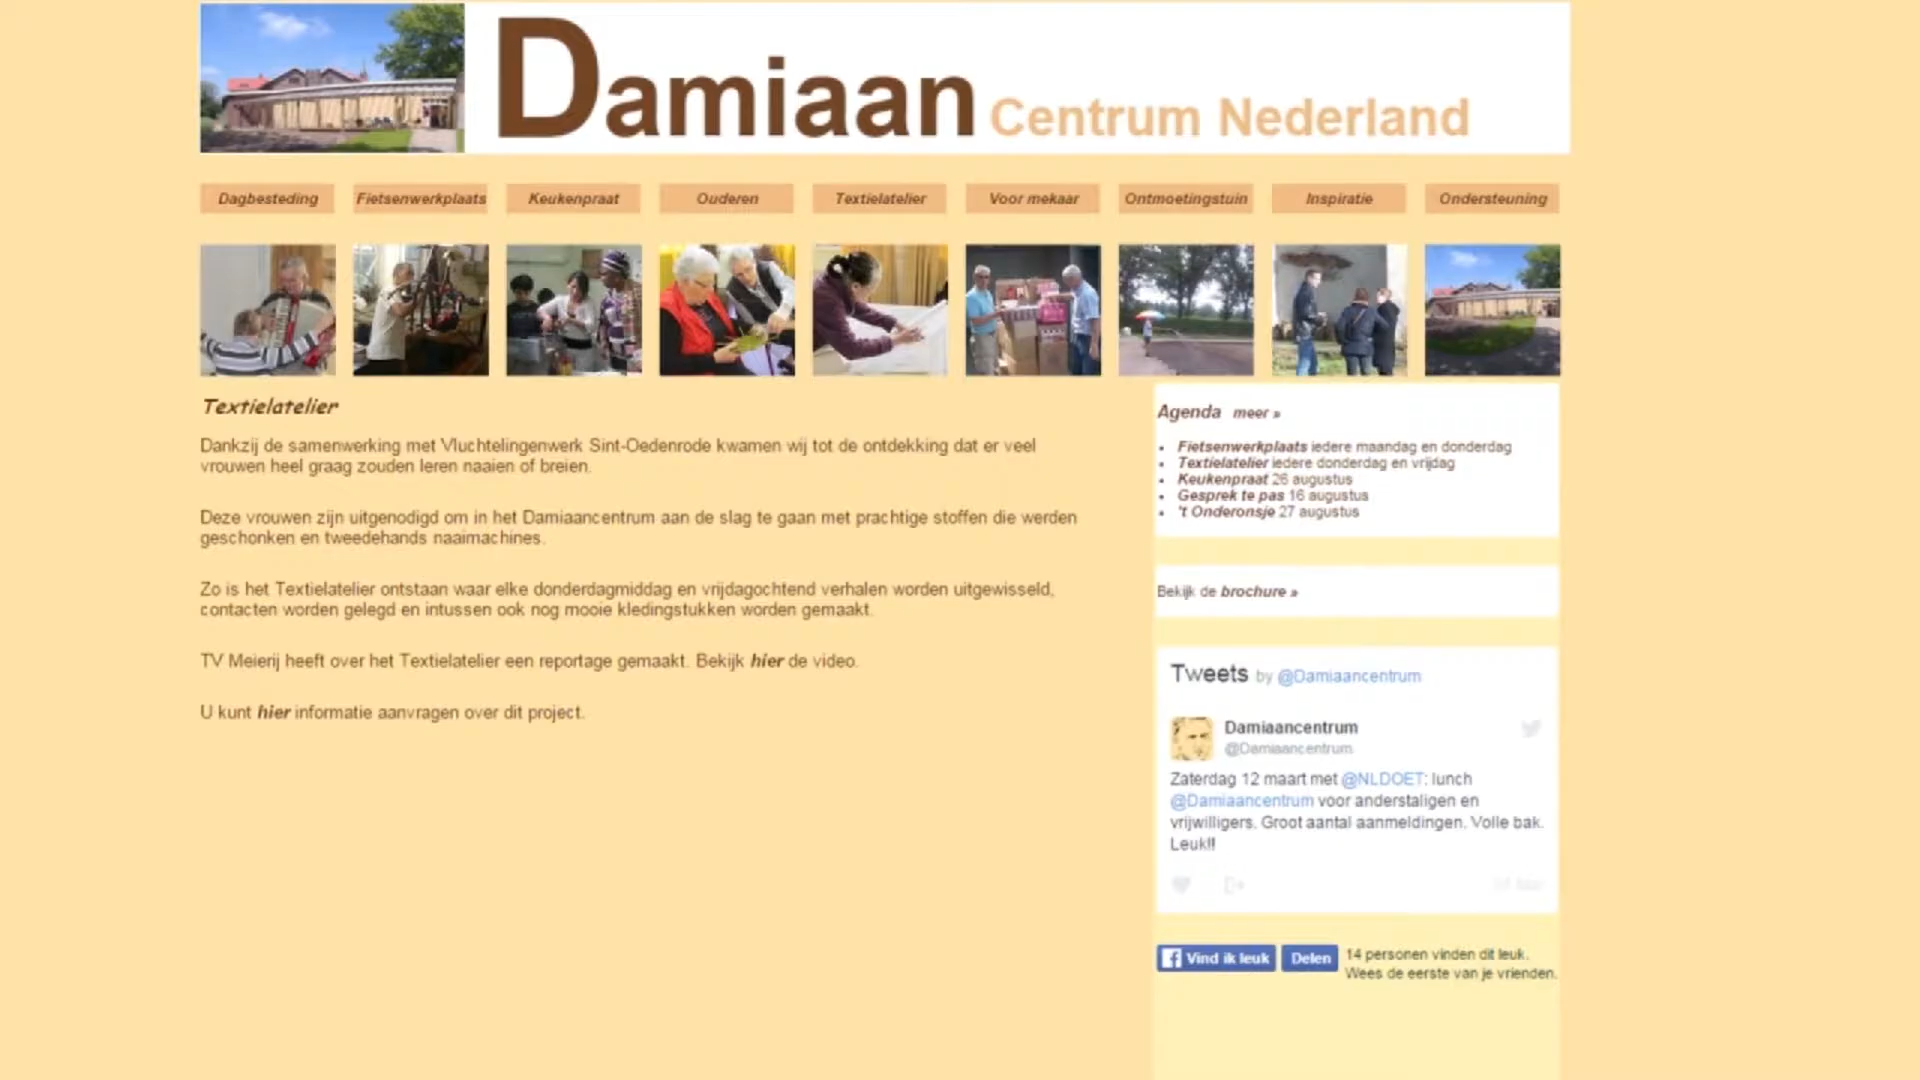 Damiaan Centrum Nederland
Dagbesteding
Fietsenwerkplaats
Keukenpraat
Ouderen
Textielatelier
Voor mekaar
Ontmoetingstuin
Inspiratie
Ondersteuning
Textielatelier
Dankzij de samenwerking met Vluchtelingenwerk Sint-Oedenrode kwamen wij tot de ontdekking dat er veel
vrouwen heel graag zouden leren naaien of breien.
Deze vrouwen zijn uitgenodigd om in het Damiaancentrum aan de slag te gaan met prachtige stoffen die werden
geschonken en tweedehands naaimachines.
Zo is het Textielatelier ontstaan waar elke donderdagmiddag en vrijdagochtend verhalen worden uitgewisseld,
contacten worden gelegd en intussen ook nog mooie kledingstukken worden gemaakt.
TV Meierij heeft over het Textielatelier een reportage gemaakt. Bekijk hier de video.
U kunt hier informatie aanvragen over dit project.
Agenda meer »
• Fietsenwerkplaats iedere maandag en donderdag
• Textielatelier iedere donderdag en vrijdag
• Keukenpraat 26 augustus
• Gesprek te pas 16 augustus
• 't Onderonsje 27 augustus
Bekijk de brochure »
Tweets by @Damiaancentrum
Damiaancentrum
@Damiaancentrum
Zaterdag 12 maart met @NLDOET: lunch
@Damiaancentrum voor anderstaligen en
vrijwilligers. Groot aantal aanmeldingen. Volle bak.
Leuk!!
Vind ik leuk
Delen
14 personen vinden dit leuk.
Wees de eerste van je vrienden.